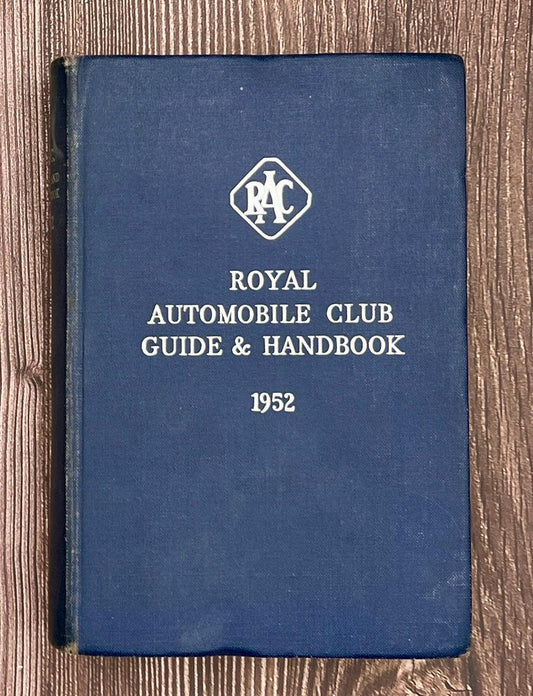 RAC
ROYAL
AUTOMOBILE CLUB
GUIDE & HANDBOOK
1952